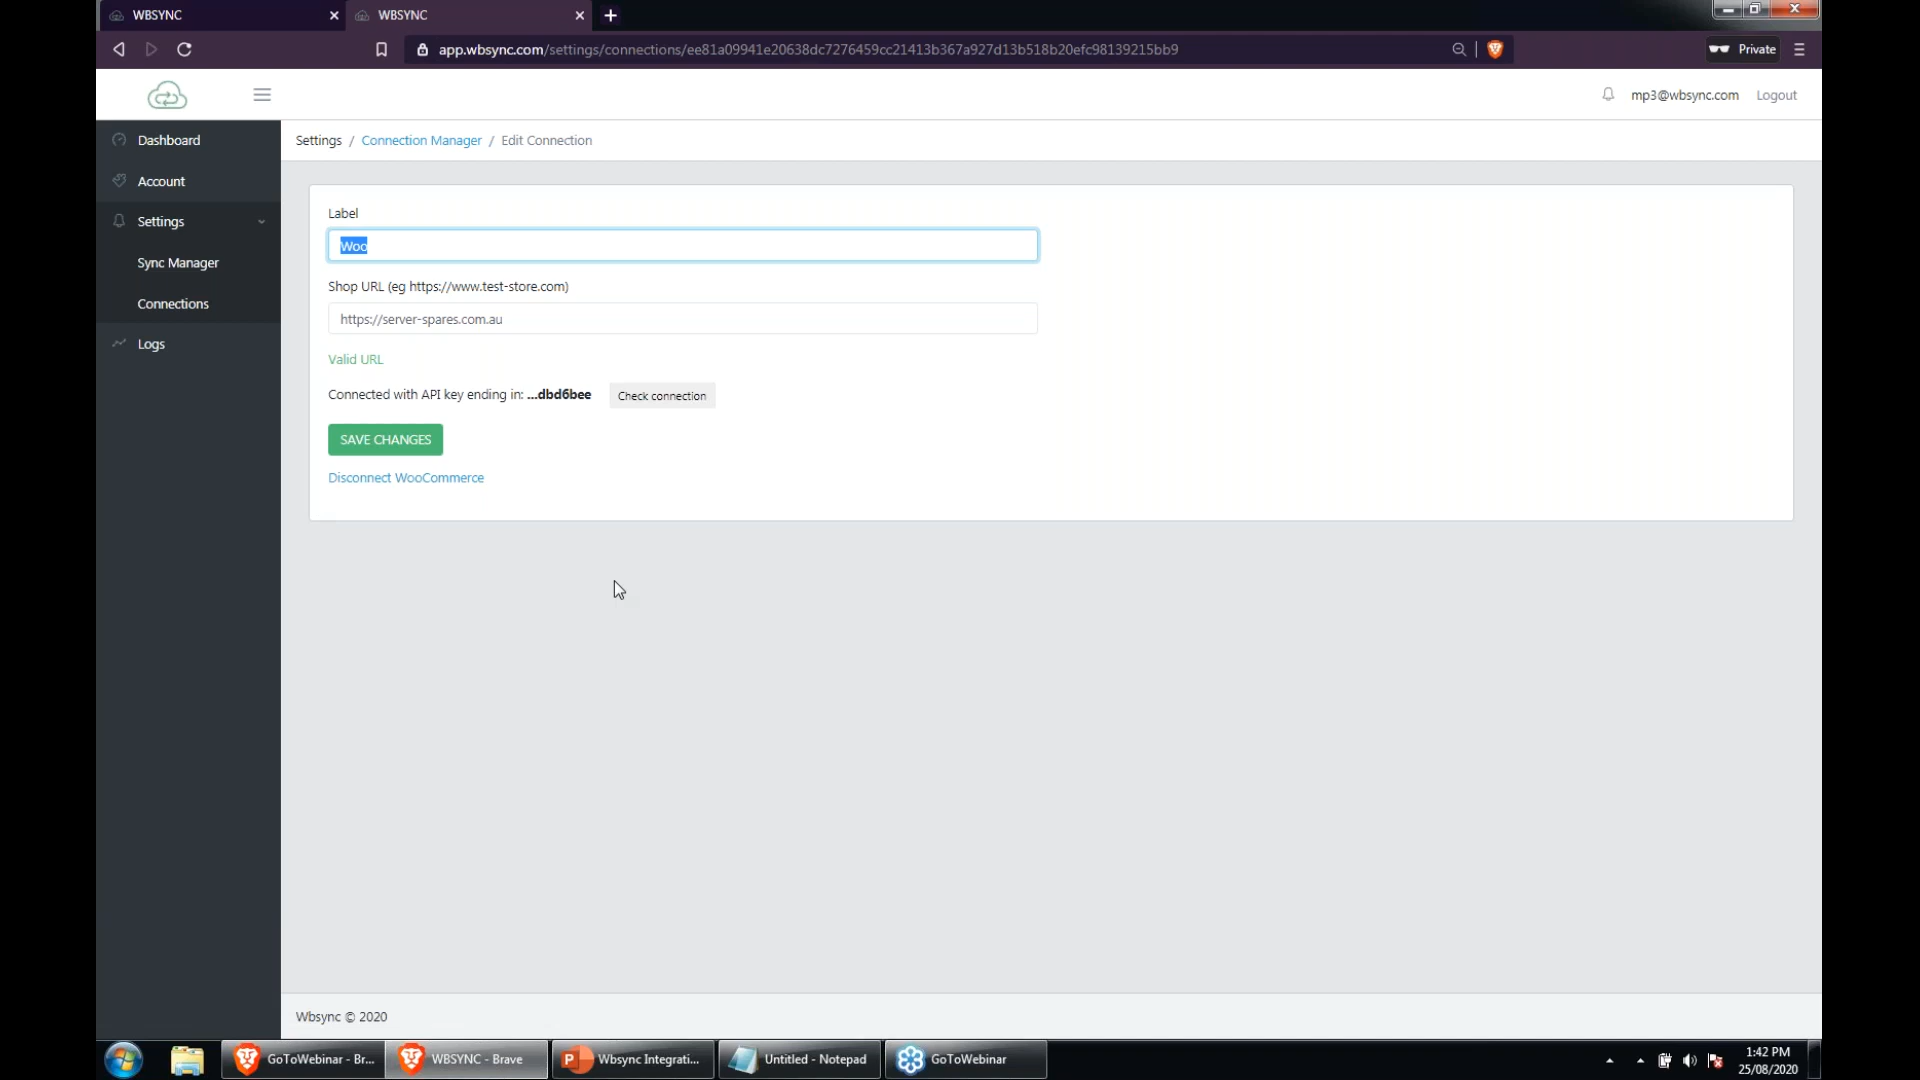 WBSYNC
WBSYNC
app.wbsync.com/settings/connections/ee81a09941e20638dc7276459cc21413b367a927d13b518b20efc98139215bb9
Private
mp3@wbsync.com
Logout
Dashboard
Account
Settings
Sync Manager
Connections
Logs
Settings / Connection Manager / Edit Connection
Label
Woo
Shop URL (eg https://www.test-store.com)
https://server-spares.com.au
Valid URL
Connected with API key ending in: ...dbd6bee
Check connection
SAVE CHANGES
Disconnect WooCommerce
Wbsync © 2020
GoToWebinar - Br...
WBSYNC - Brave
Wbsync Integrati...
Untitled - Notepad
GoToWebinar
1:42 PM
25/08/2020